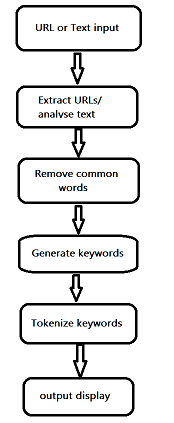 URL or Text input
Extract URLs/
analvse text
Remove common
words
Generate keywords
Tokenize keywords
output display